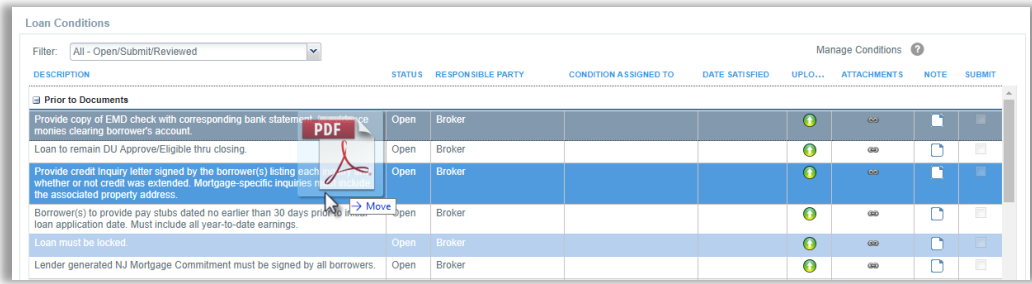 Loan Conditions
Filter: All - Open/Submit/Reviewed Manage Conditions ?
DESCRIPTION STATUS RESPONSIBLE PARTY CONDITION ASSIGNED TO DATE SATISFIED UPLO... ATTACHMENTS NOTE SUBMIT
Prior to Documents
Provide copy of EMD check with corresponding bank statement Open Broker
monies clearing borrower's account.
PDF
Loan to remain DU Approve/Eligible thru closing. Open Broker
Provide credit Inquiry letter signed by the borrower(s) listing each Open Broker
whether or not credit was extended. Mortgage-specific inquiries
the associated property address.
Move
Borrower(s) to provide pay stubs dated no earlier than 30 days prior to initial Open Broker
loan application date. Must include all year-to-date earnings.
Loan must be locked. Open Broker
Lender generated NJ Mortgage Commitment must be signed by all borrowers. Open Broker